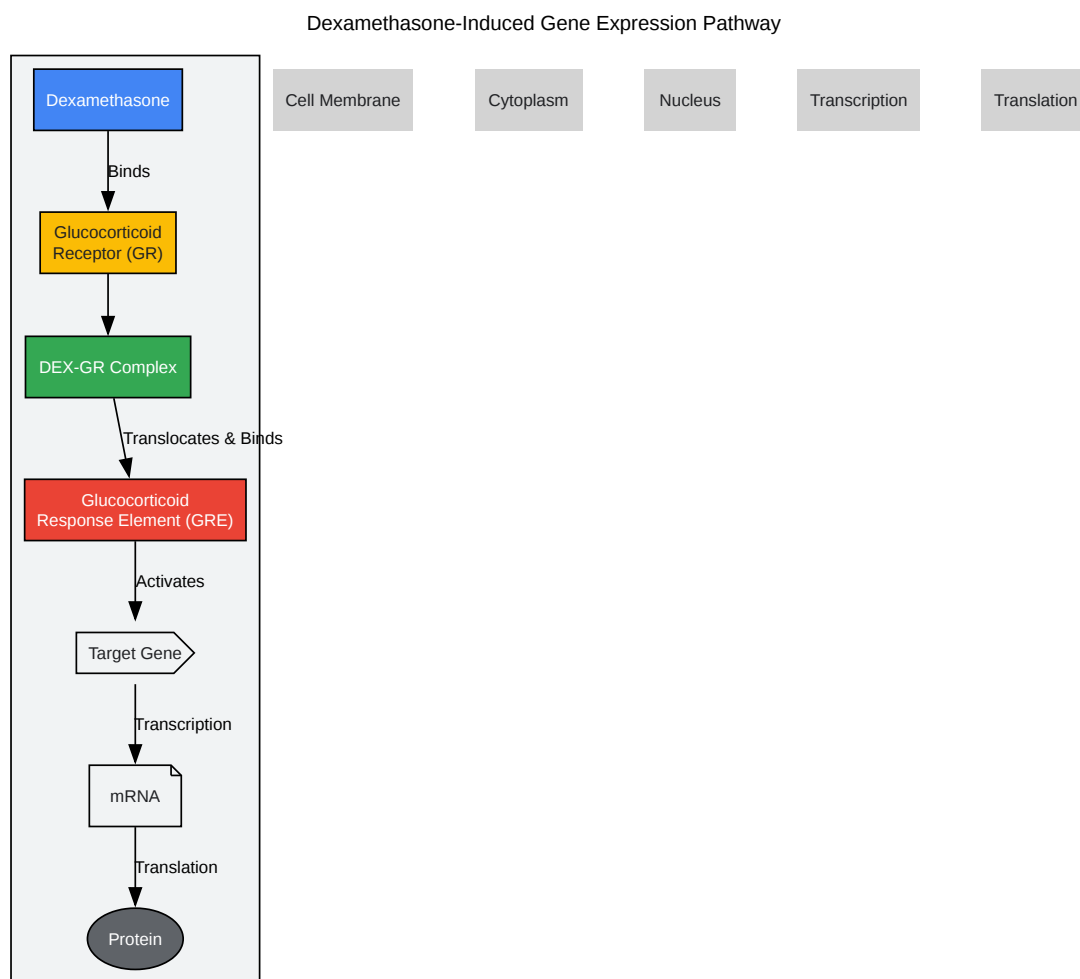 Dexamethasone-Induced Gene Expression Pathway
Dexamethasone
Cell Membrane
Cytoplasm
Nucleus
Transcription
Translation
Binds
Glucocorticoid
Receptor (GR)
DEX-GR Complex
Translocates & Binds
Glucocorticoid
Response Element (GRE)
Activates
Target Gene
Transcription
mRNA
Translation
Protein